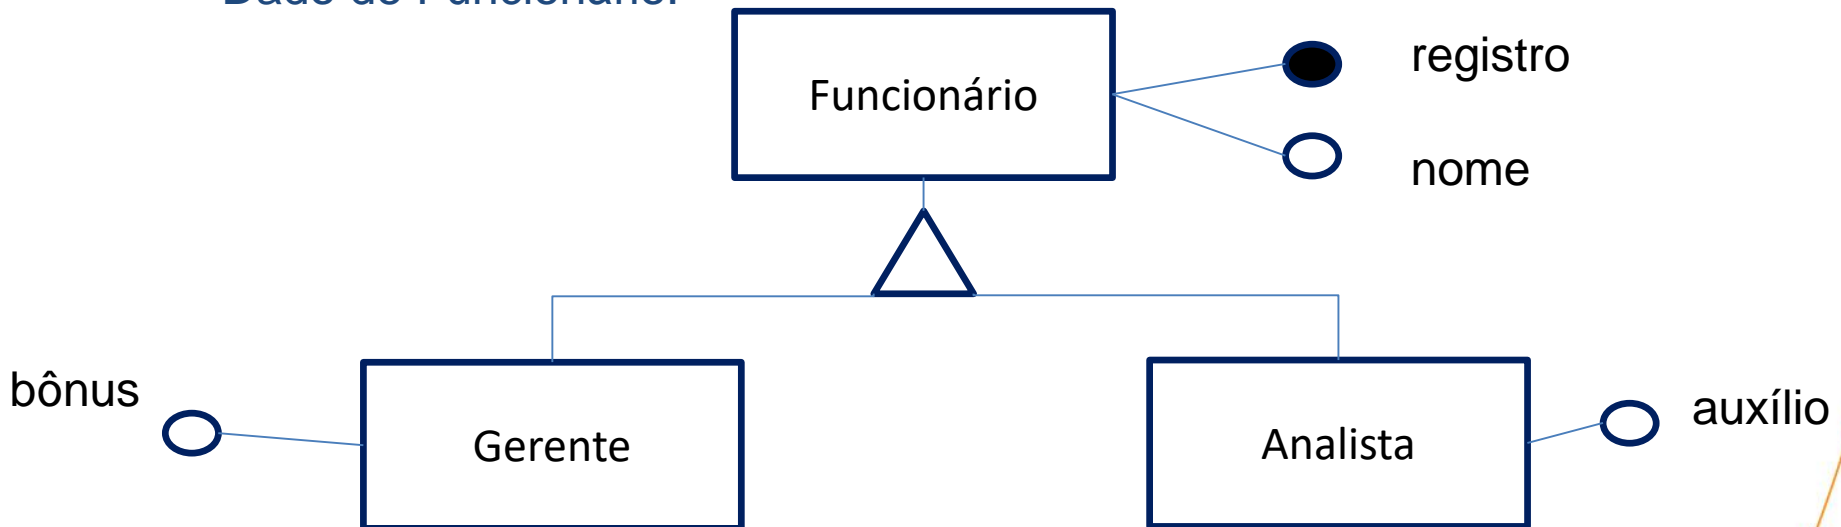 Funcionário
registro
nome
bônus
Gerente
Analista
auxílio